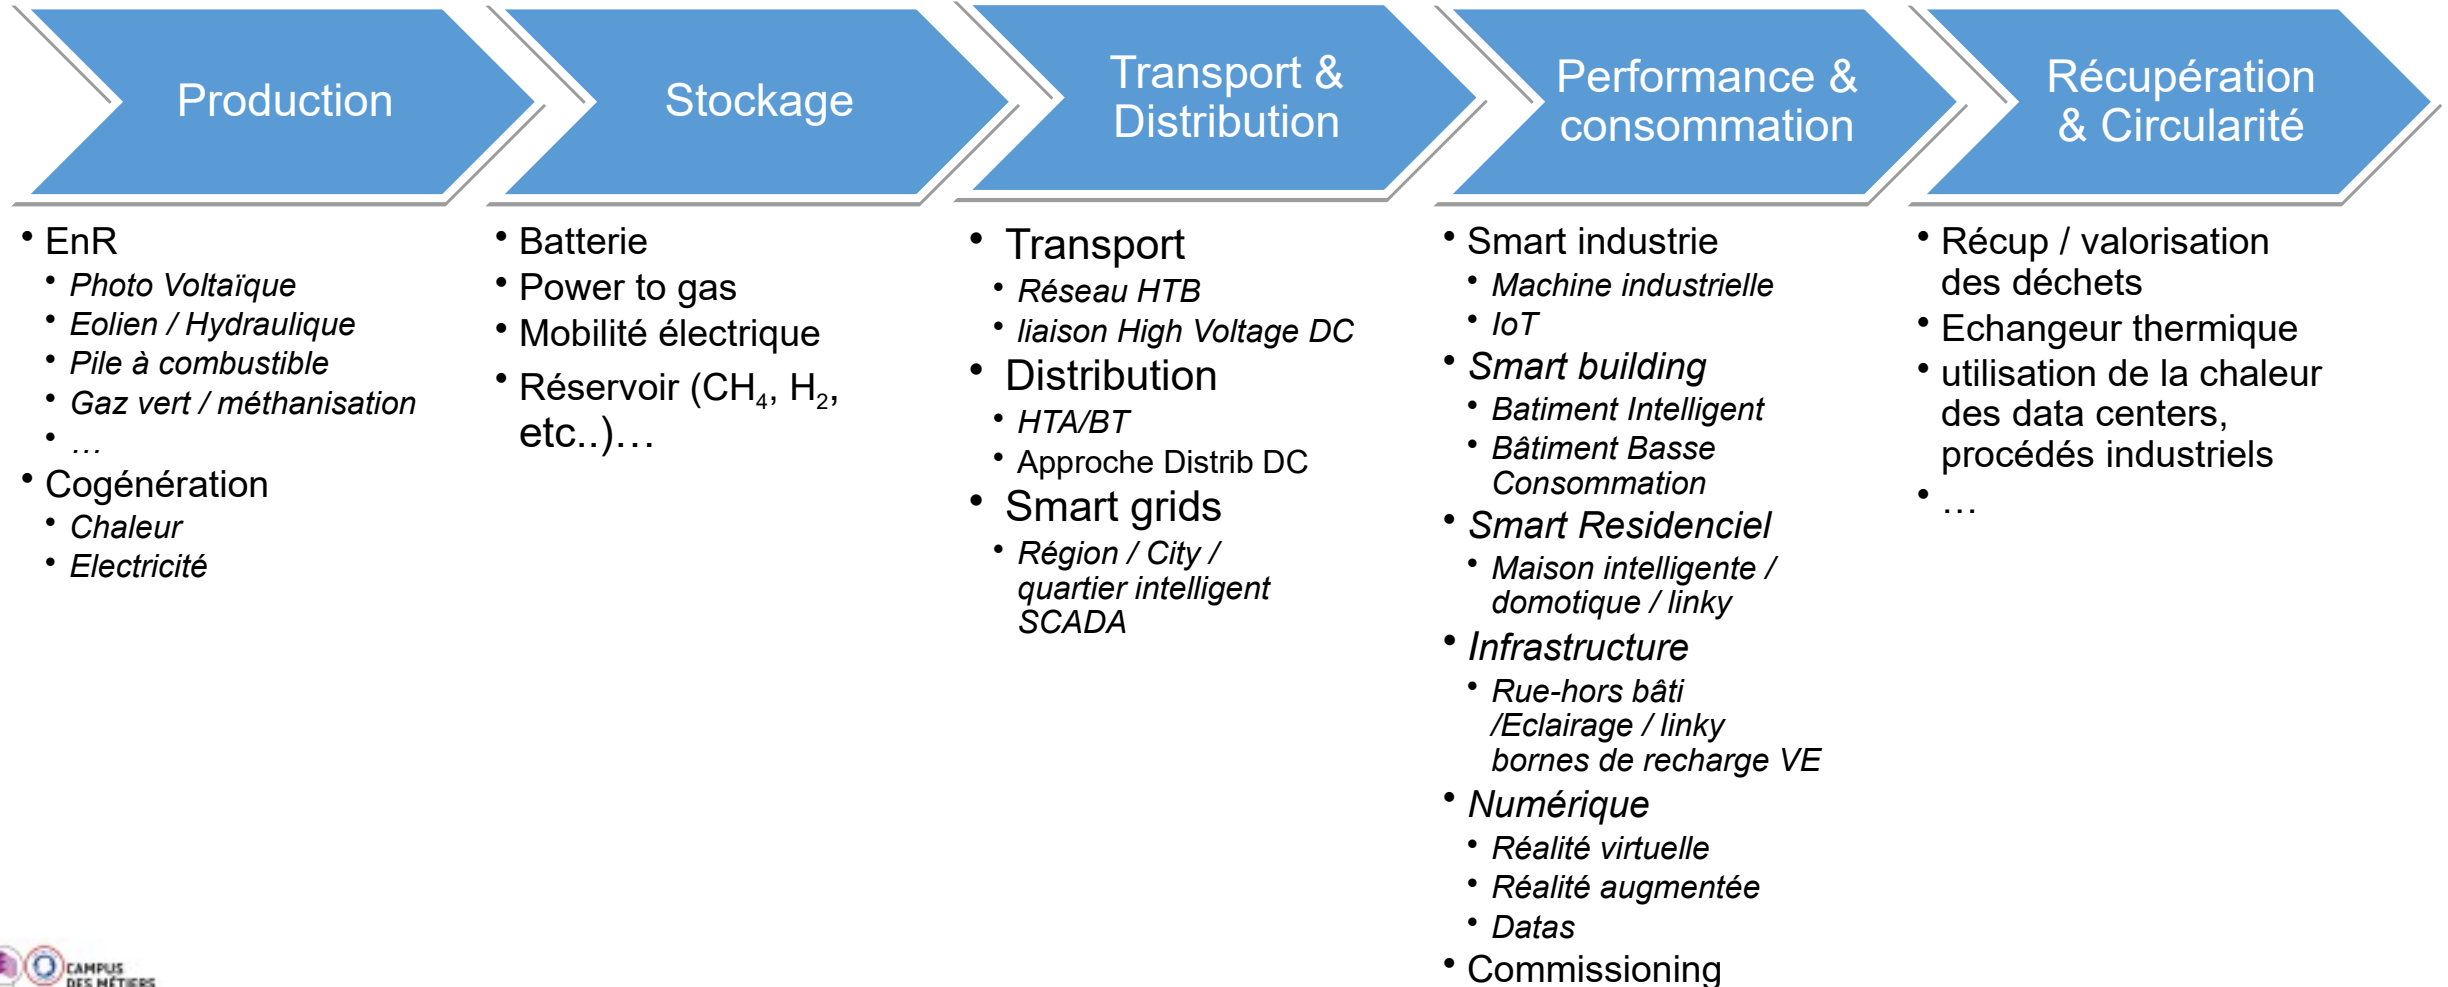 Production
Stockage
Transport &
Distribution
Performance &
consommation
Récupération
& Circularité
• EnR
• Photo Voltaïque
• Eolien / Hydraulique
• Pile à combustible
• Gaz vert / méthanisation
• …
• Cogénération
• Chaleur
• Electricité
• Batterie
• Power to gas
• Mobilité électrique
• Réservoir (CH₄, H₂,
etc..)…
• Transport
• Réseau HTB
• liaison High Voltage DC
• Distribution
• HTA/BT
• Approche Distrib DC
• Smart grids
• Région / City /
quartier intelligent
SCADA
• Smart industrie
• Machine industrielle
• IoT
• Smart building
• Batiment Intelligent
• Bâtiment Basse
Consommation
• Smart Residenciel
• Maison intelligente /
domotique / linky
• Infrastructure
• Rue-hors bâti
/Eclairage / linky
bornes de recharge VE
• Numérique
• Réalité virtuelle
• Réalité augmentée
• Datas
• Commissioning
• Récup / valorisation
des déchets
• Echangeur thermique
• utilisation de la chaleur
des data centers,
procédés industriels
• …
CAMPUS
DES MÉTIERS